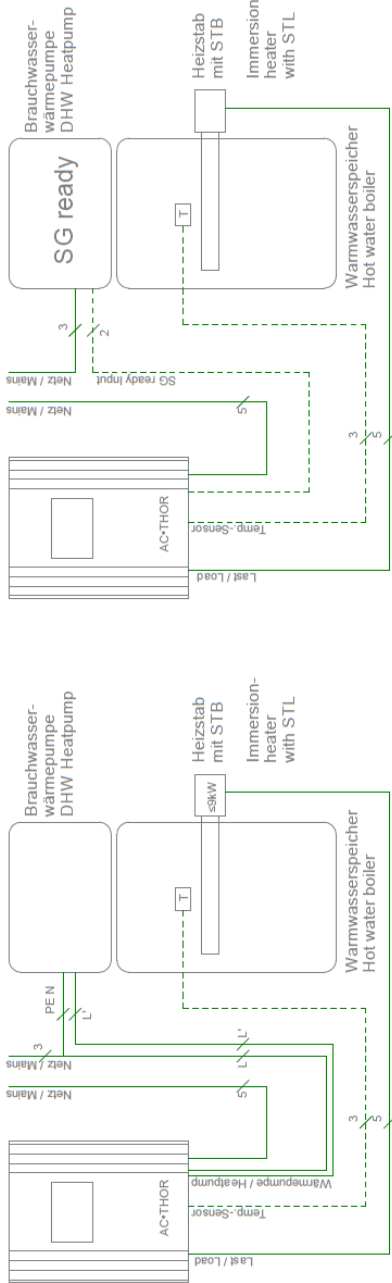 Brauchwasser-
wärmepumpe
DHW Heatpump
SG ready
Heizstab
mit STB
Immersion
heater
with STL
T
Warmwasserspeicher
Hot water boiler
3
2
Netz / Mains
SG ready Input
Netz / Mains
5
AC•THOR
Temp.-Sensor
Last / Load
3
5
Brauchwasser-
wärmepumpe
DHW Heatpump
Heizstab
mit STB
Immersion-
heater
with STL
≤9kW
T
Warmwasserspeicher
Hot water boiler
PE N
L'
3
Netz / Mains
Netz / Mains
5
L
L'
Wärmepumpe / Heatpump
AC•THOR
Temp.-Sensor
Last / Load
3
5